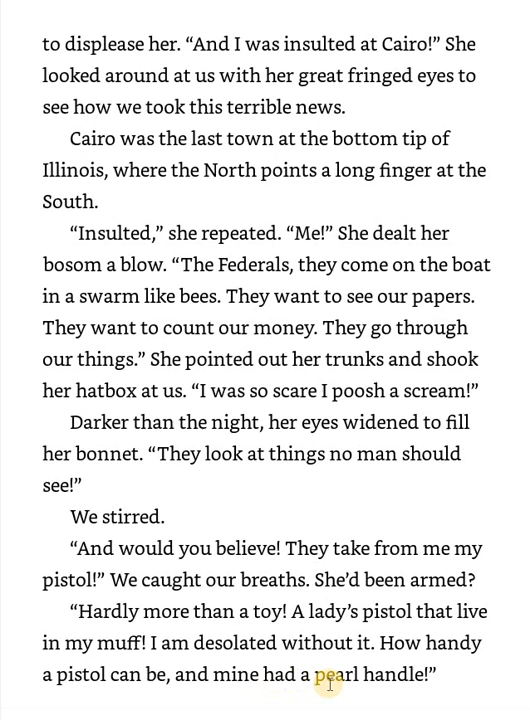 to displease her. “And I was insulted at Cairo!” She
looked around at us with her great fringed eyes to
see how we took this terrible news.
Cairo was the last town at the bottom tip of
Illinois, where the North points a long finger at the
South.
“Insulted,” she repeated. “Me!” She dealt her
bosom a blow. “The Federals, they come on the boat
in a swarm like bees. They want to see our papers.
They want to count our money. They go through
our things.” She pointed out her trunks and shook
her hatbox at us. “I was so scare I poosh a scream!”
Darker than the night, her eyes widened to fill
her bonnet. “They look at things no man should
see!”
We stirred.
“And would you believe! They take from me my
pistol!” We caught our breaths. She’d been armed?
“Hardly more than a toy! A lady’s pistol that live
in my muff! I am desolated without it. How handy
a pistol can be, and mine had a pearl handle!”